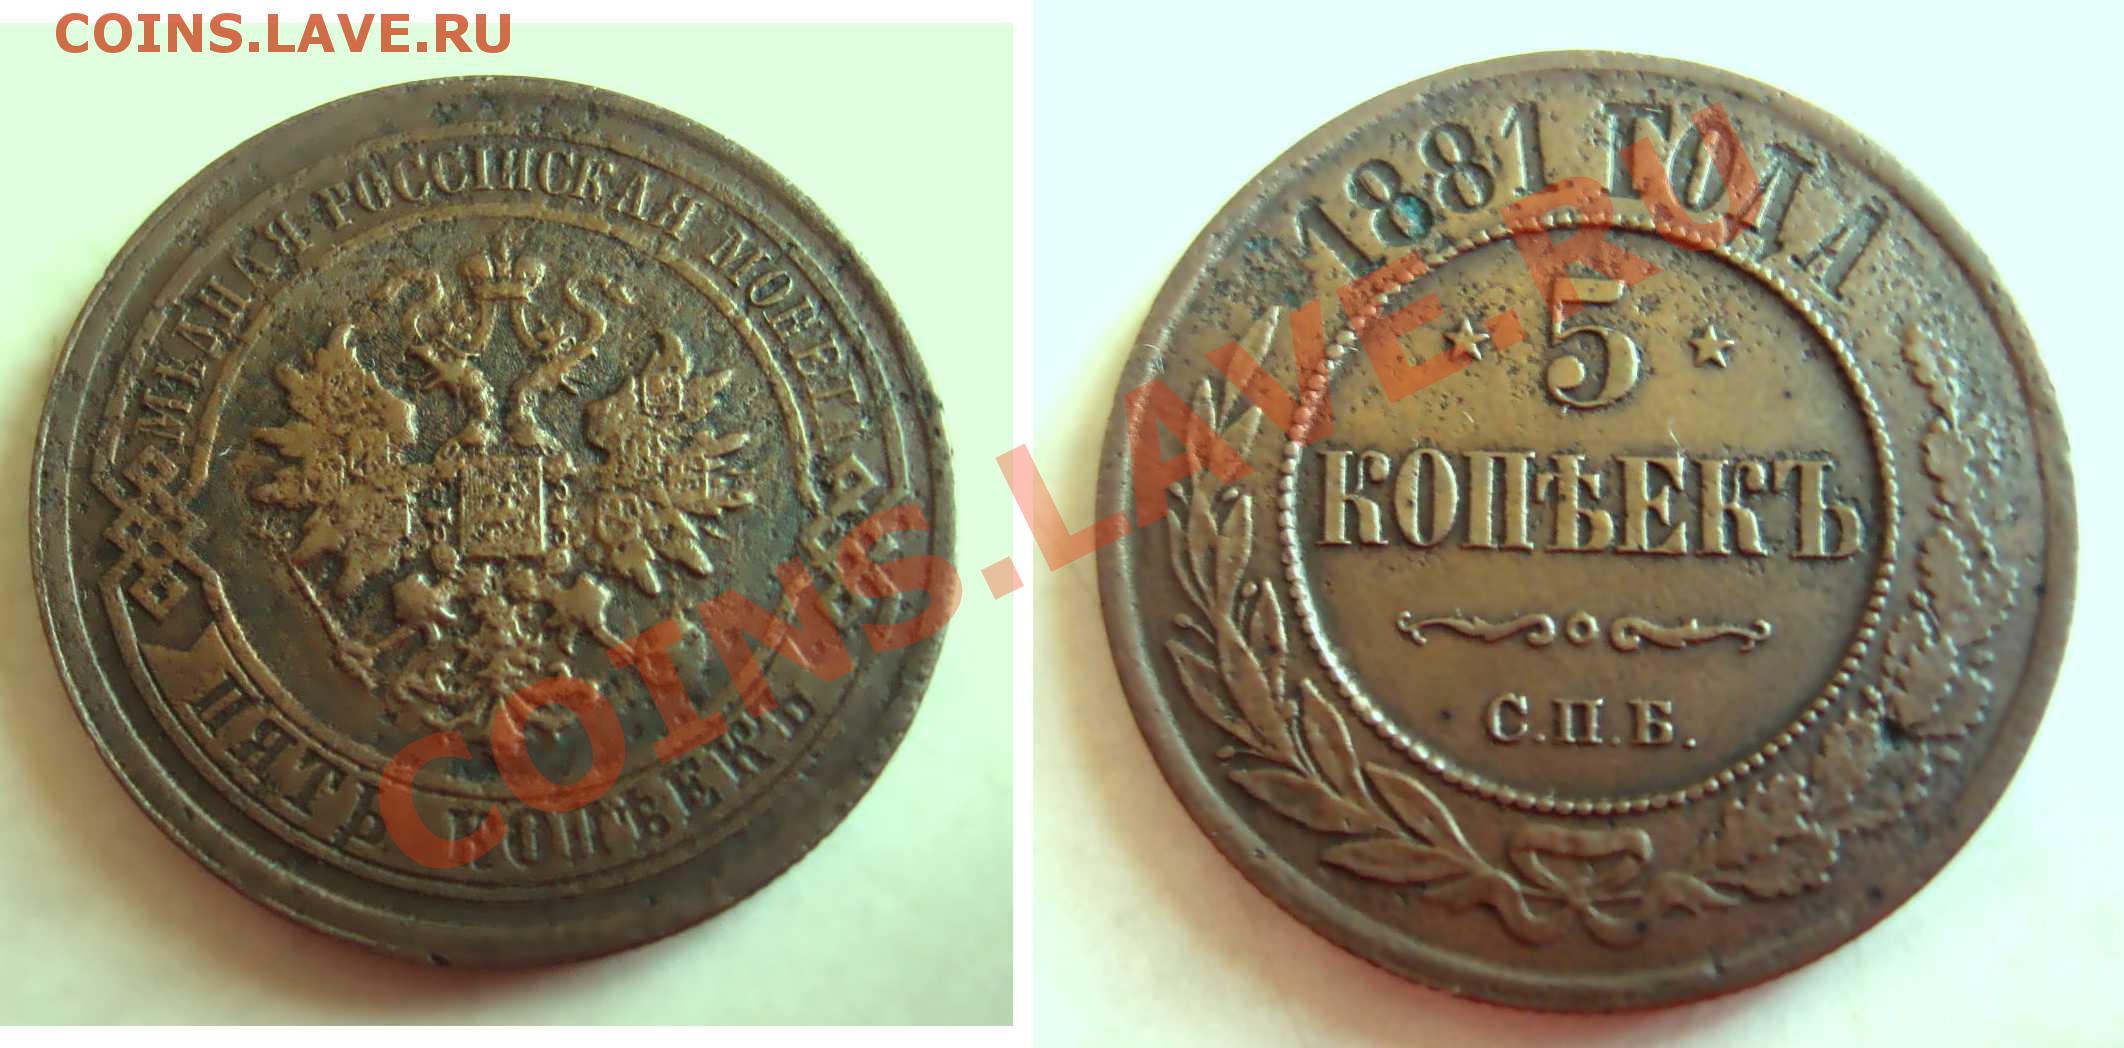 COINS.LAVE.RU
МѢДНАЯ РОССІЙСКАЯ МОНЕТА
ПЯТЬ КОПѢЕКЪ
1881 ГОДА
5
КОПѢЕКЪ
С.П.Б.
COINS.LAVE.RU